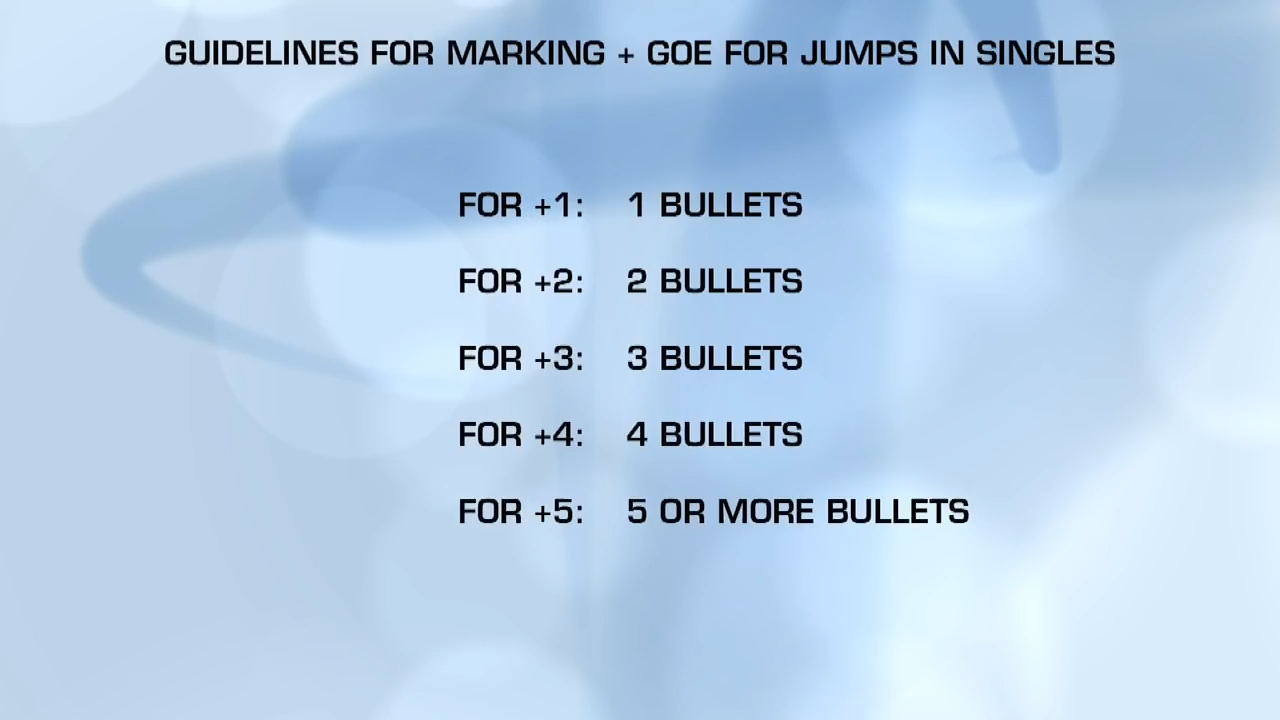 GUIDELINES FOR MARKING + GOE FOR JUMPS IN SINGLES
FOR +1: 1 BULLETS
FOR +2: 2 BULLETS
FOR +3: 3 BULLETS
FOR +4: 4 BULLETS
FOR +5: 5 OR MORE BULLETS